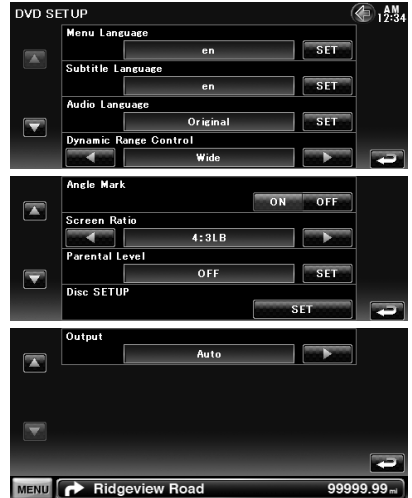 DVD SETUP
AM
12:34
Menu Language
en SET
Subtitle Language
en SET
Audio Language
Original SET
Dynamic Range Control
Wide
Angle Mark
ON OFF
Screen Ratio
4:3LB
Parental Level
OFF SET
Disc SETUP
SET
Output
Auto
MENU Ridgeview Road 99999.99 mi